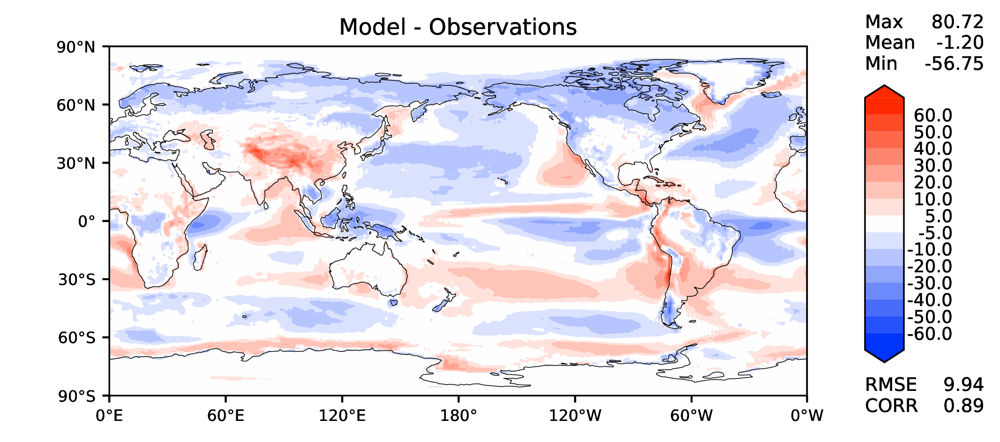 Model - Observations
Max 80.72
Mean -1.20
Min -56.75
90°N
60°N
30°N
0°
30°S
60°S
90°S
0°E 60°E 120°E 180° 120°W 60°W 0°W
60.0
50.0
40.0
30.0
20.0
10.0
5.0
-5.0
-10.0
-20.0
-30.0
-40.0
-50.0
-60.0
RMSE 9.94
CORR 0.89